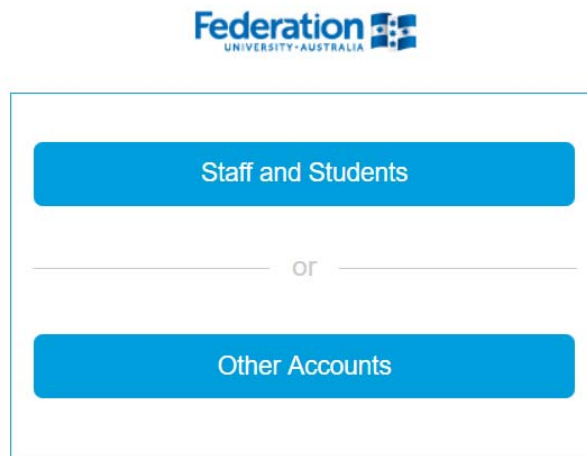 Federation
UNIVERSITY • AUSTRALIA
Staff and Students
or
Other Accounts